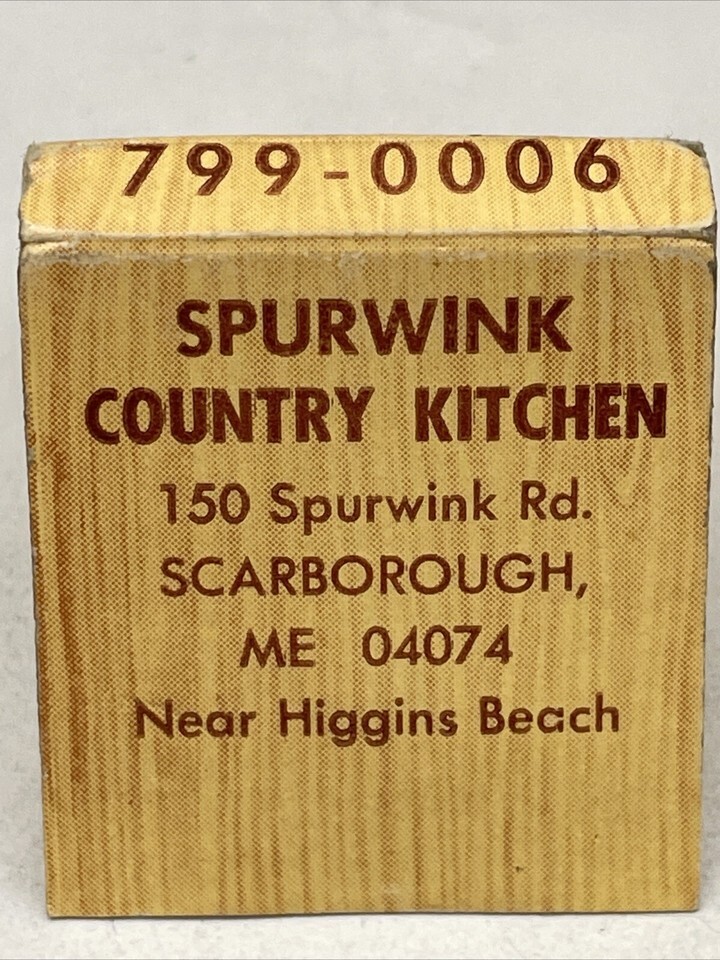 799-0006
SPURWINK
COUNTRY KITCHEN
150 Spurwink Rd.
SCARBOROUGH,
ME 04074
Near Higgins Beach